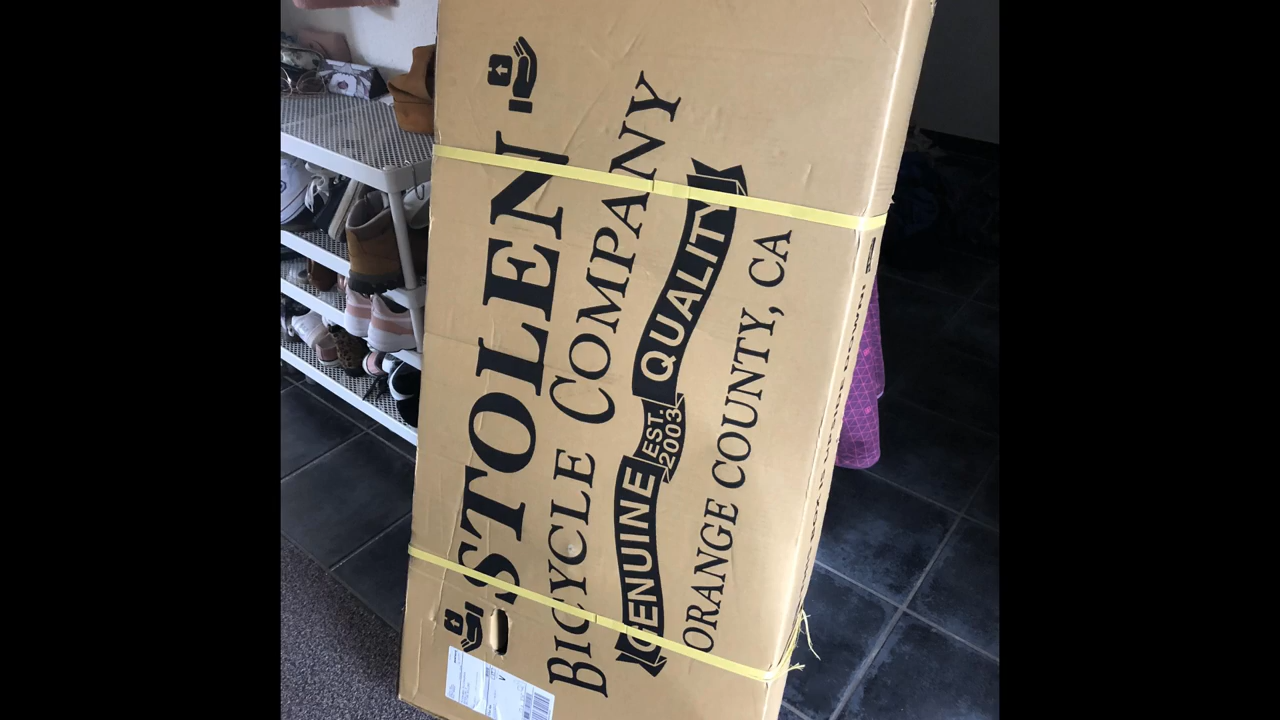 STOLEN
BICYCLE COMPANY
GENUINE EST. 2003 QUALITY
ORANGE COUNTY, CA